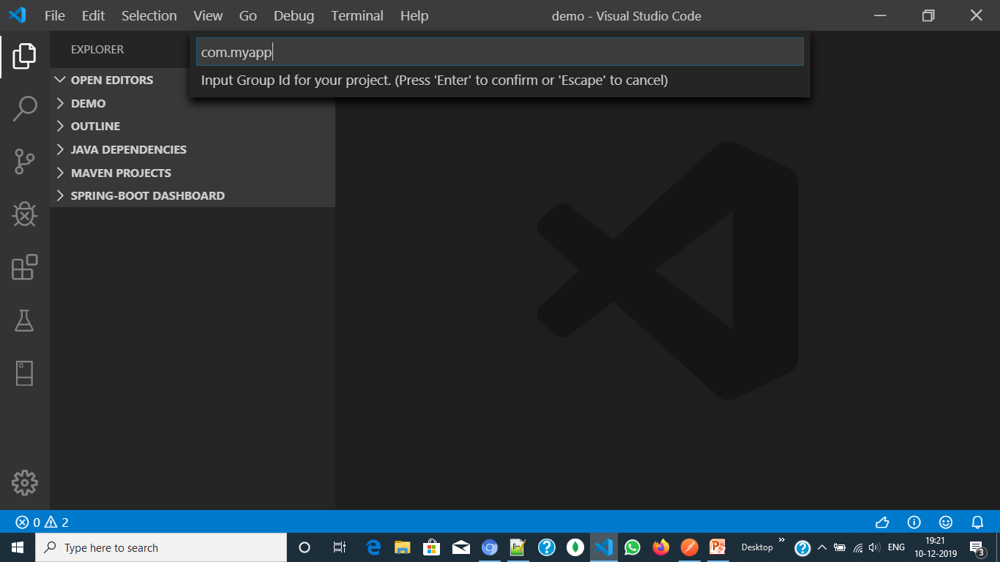 File Edit Selection View Go Debug Terminal Help demo - Visual Studio Code
com.myapp
Input Group Id for your project. (Press 'Enter' to confirm or 'Escape' to cancel)
EXPLORER
OPEN EDITORS
DEMO
OUTLINE
JAVA DEPENDENCIES
MAVEN PROJECTS
SPRING-BOOT DASHBOARD
0 2
Type here to search
Desktop
ENG
19:21
10-12-2019
3